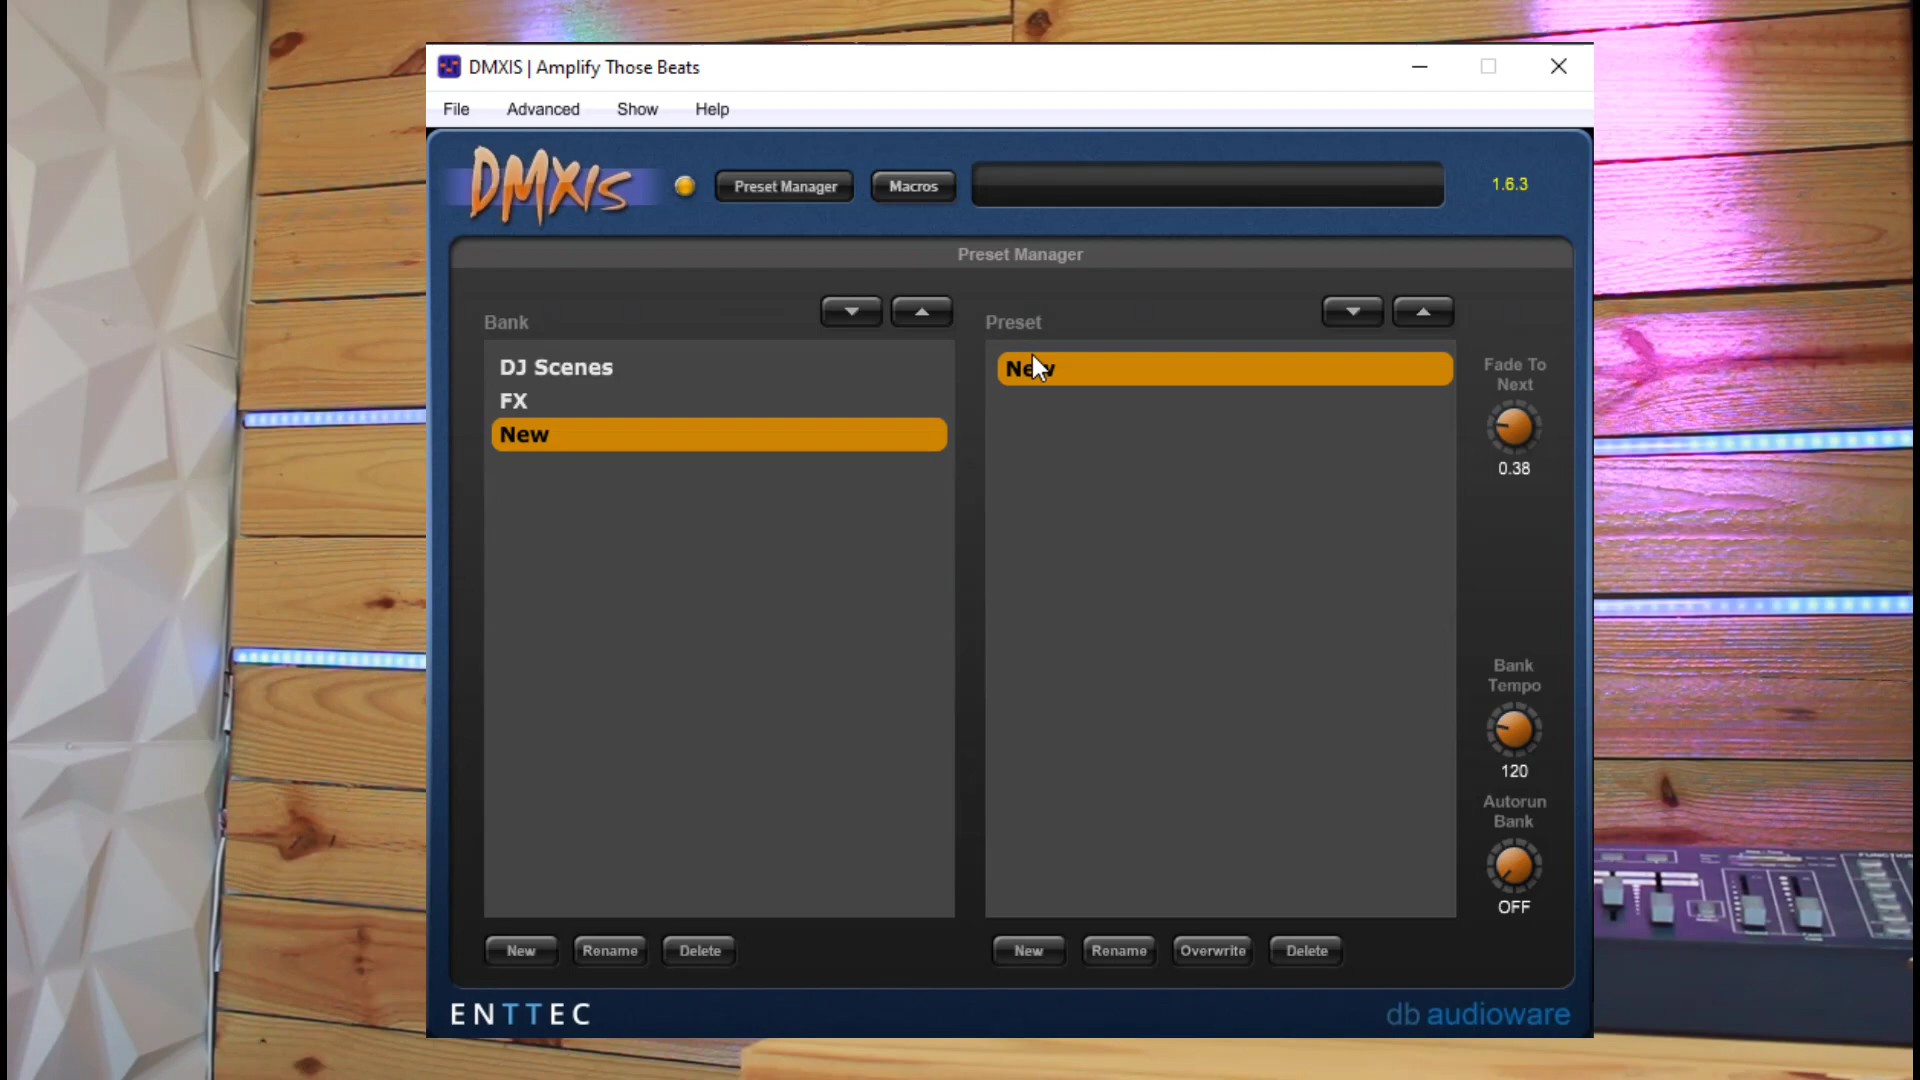 DMXIS | Amplify Those Beats
File Advanced Show Help
DMXIS Preset Manager Macros 1.6.3
Preset Manager
Bank Preset
DJ Scenes
FX
New
New
Fade To
Next
0.38
Bank
Tempo
120
Autorun
Bank
OFF
New Rename Delete New Rename Overwrite Delete
ENTTEC db audioware